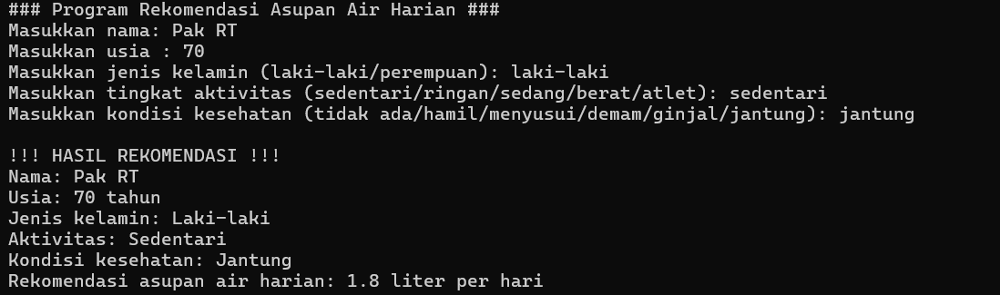 ### Program Rekomendasi Asupan Air Harian ###
Masukkan nama: Pak RT
Masukkan usia : 70
Masukkan jenis kelamin (laki-laki/perempuan): laki-laki
Masukkan tingkat aktivitas (sedentari/ringan/sedang/berat/atlet): sedentari
Masukkan kondisi kesehatan (tidak ada/hamil/menyusui/demam/ginjal/jantung): jantung

!!! HASIL REKOMENDASI !!!
Nama: Pak RT
Usia: 70 tahun
Jenis kelamin: Laki-laki
Aktivitas: Sedentari
Kondisi kesehatan: Jantung
Rekomendasi asupan air harian: 1.8 liter per hari